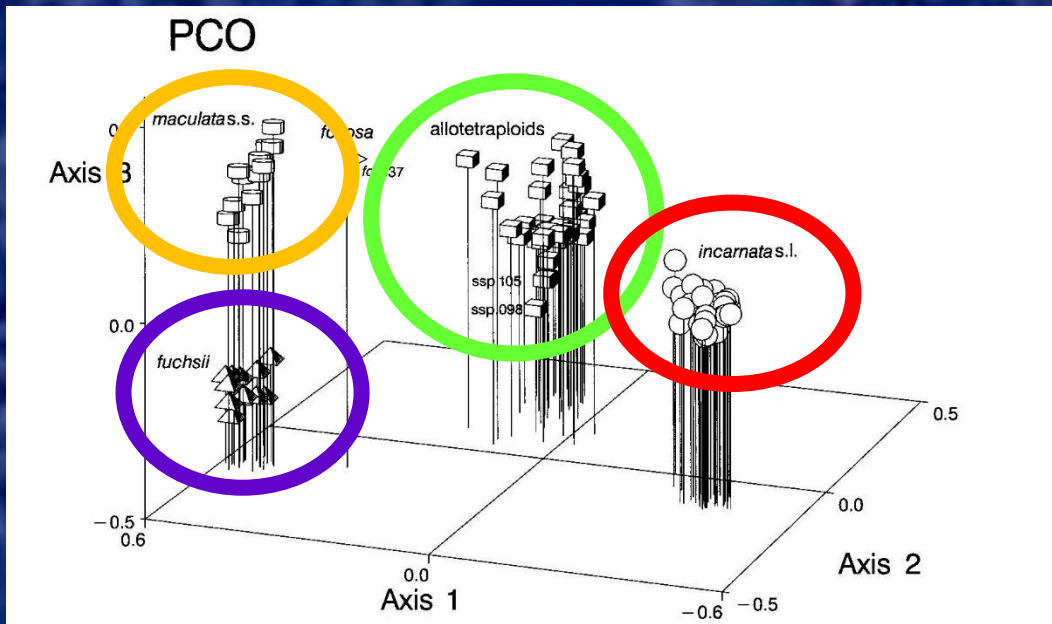 PCO
maculata s.s.
allotetraploids
Axis 3
incarnata s.l.
ssp.105
ssp.098
0.0
fuchsii
0.5
-0.5
0.6
0.0
0.0
Axis 2
Axis 1
-0.6
-0.5